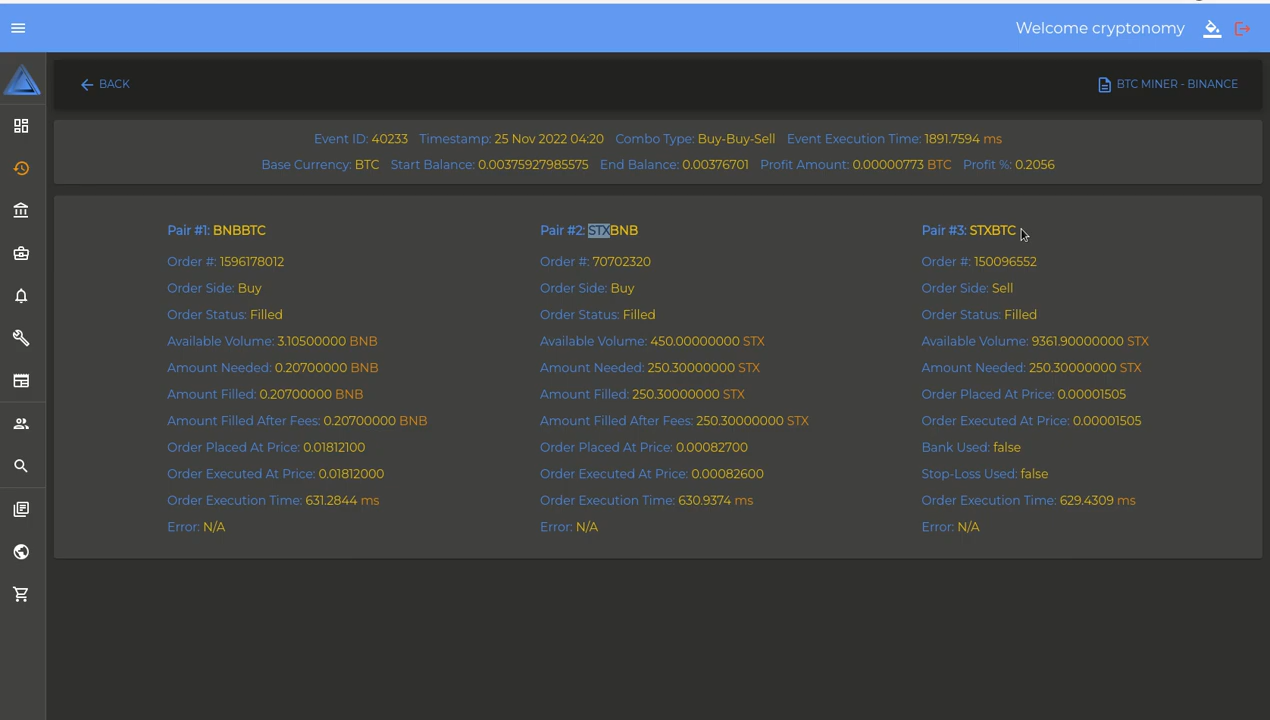 Welcome cryptonomy
BACK
BTC MINER - BINANCE
Event ID: 40233 Timestamp: 25 Nov 2022 04:20 Combo Type: Buy-Buy-Sell Event Execution Time: 1891.7594 ms
Base Currency: BTC Start Balance: 0.00375927985575 End Balance: 0.00376701 Profit Amount: 0.00000773 BTC Profit %: 0.2056
Pair #1: BNBBTC
Order #: 1596178012
Order Side: Buy
Order Status: Filled
Available Volume: 3.10500000 BNB
Amount Needed: 0.20700000 BNB
Amount Filled: 0.20700000 BNB
Amount Filled After Fees: 0.20700000 BNB
Order Placed At Price: 0.01812100
Order Executed At Price: 0.01812000
Order Execution Time: 631.2844 ms
Error: N/A
Pair #2: STXBNB
Order #: 70702320
Order Side: Buy
Order Status: Filled
Available Volume: 450.00000000 STX
Amount Needed: 250.30000000 STX
Amount Filled: 250.30000000 STX
Amount Filled After Fees: 250.30000000 STX
Order Placed At Price: 0.00082700
Order Executed At Price: 0.00082600
Order Execution Time: 630.9374 ms
Error: N/A
Pair #3: STXBTC
Order #: 150096552
Order Side: Sell
Order Status: Filled
Available Volume: 9361.90000000 STX
Amount Needed: 250.30000000 STX
Order Placed At Price: 0.00001505
Order Executed At Price: 0.00001505
Bank Used: false
Stop-Loss Used: false
Order Execution Time: 629.4309 ms
Error: N/A